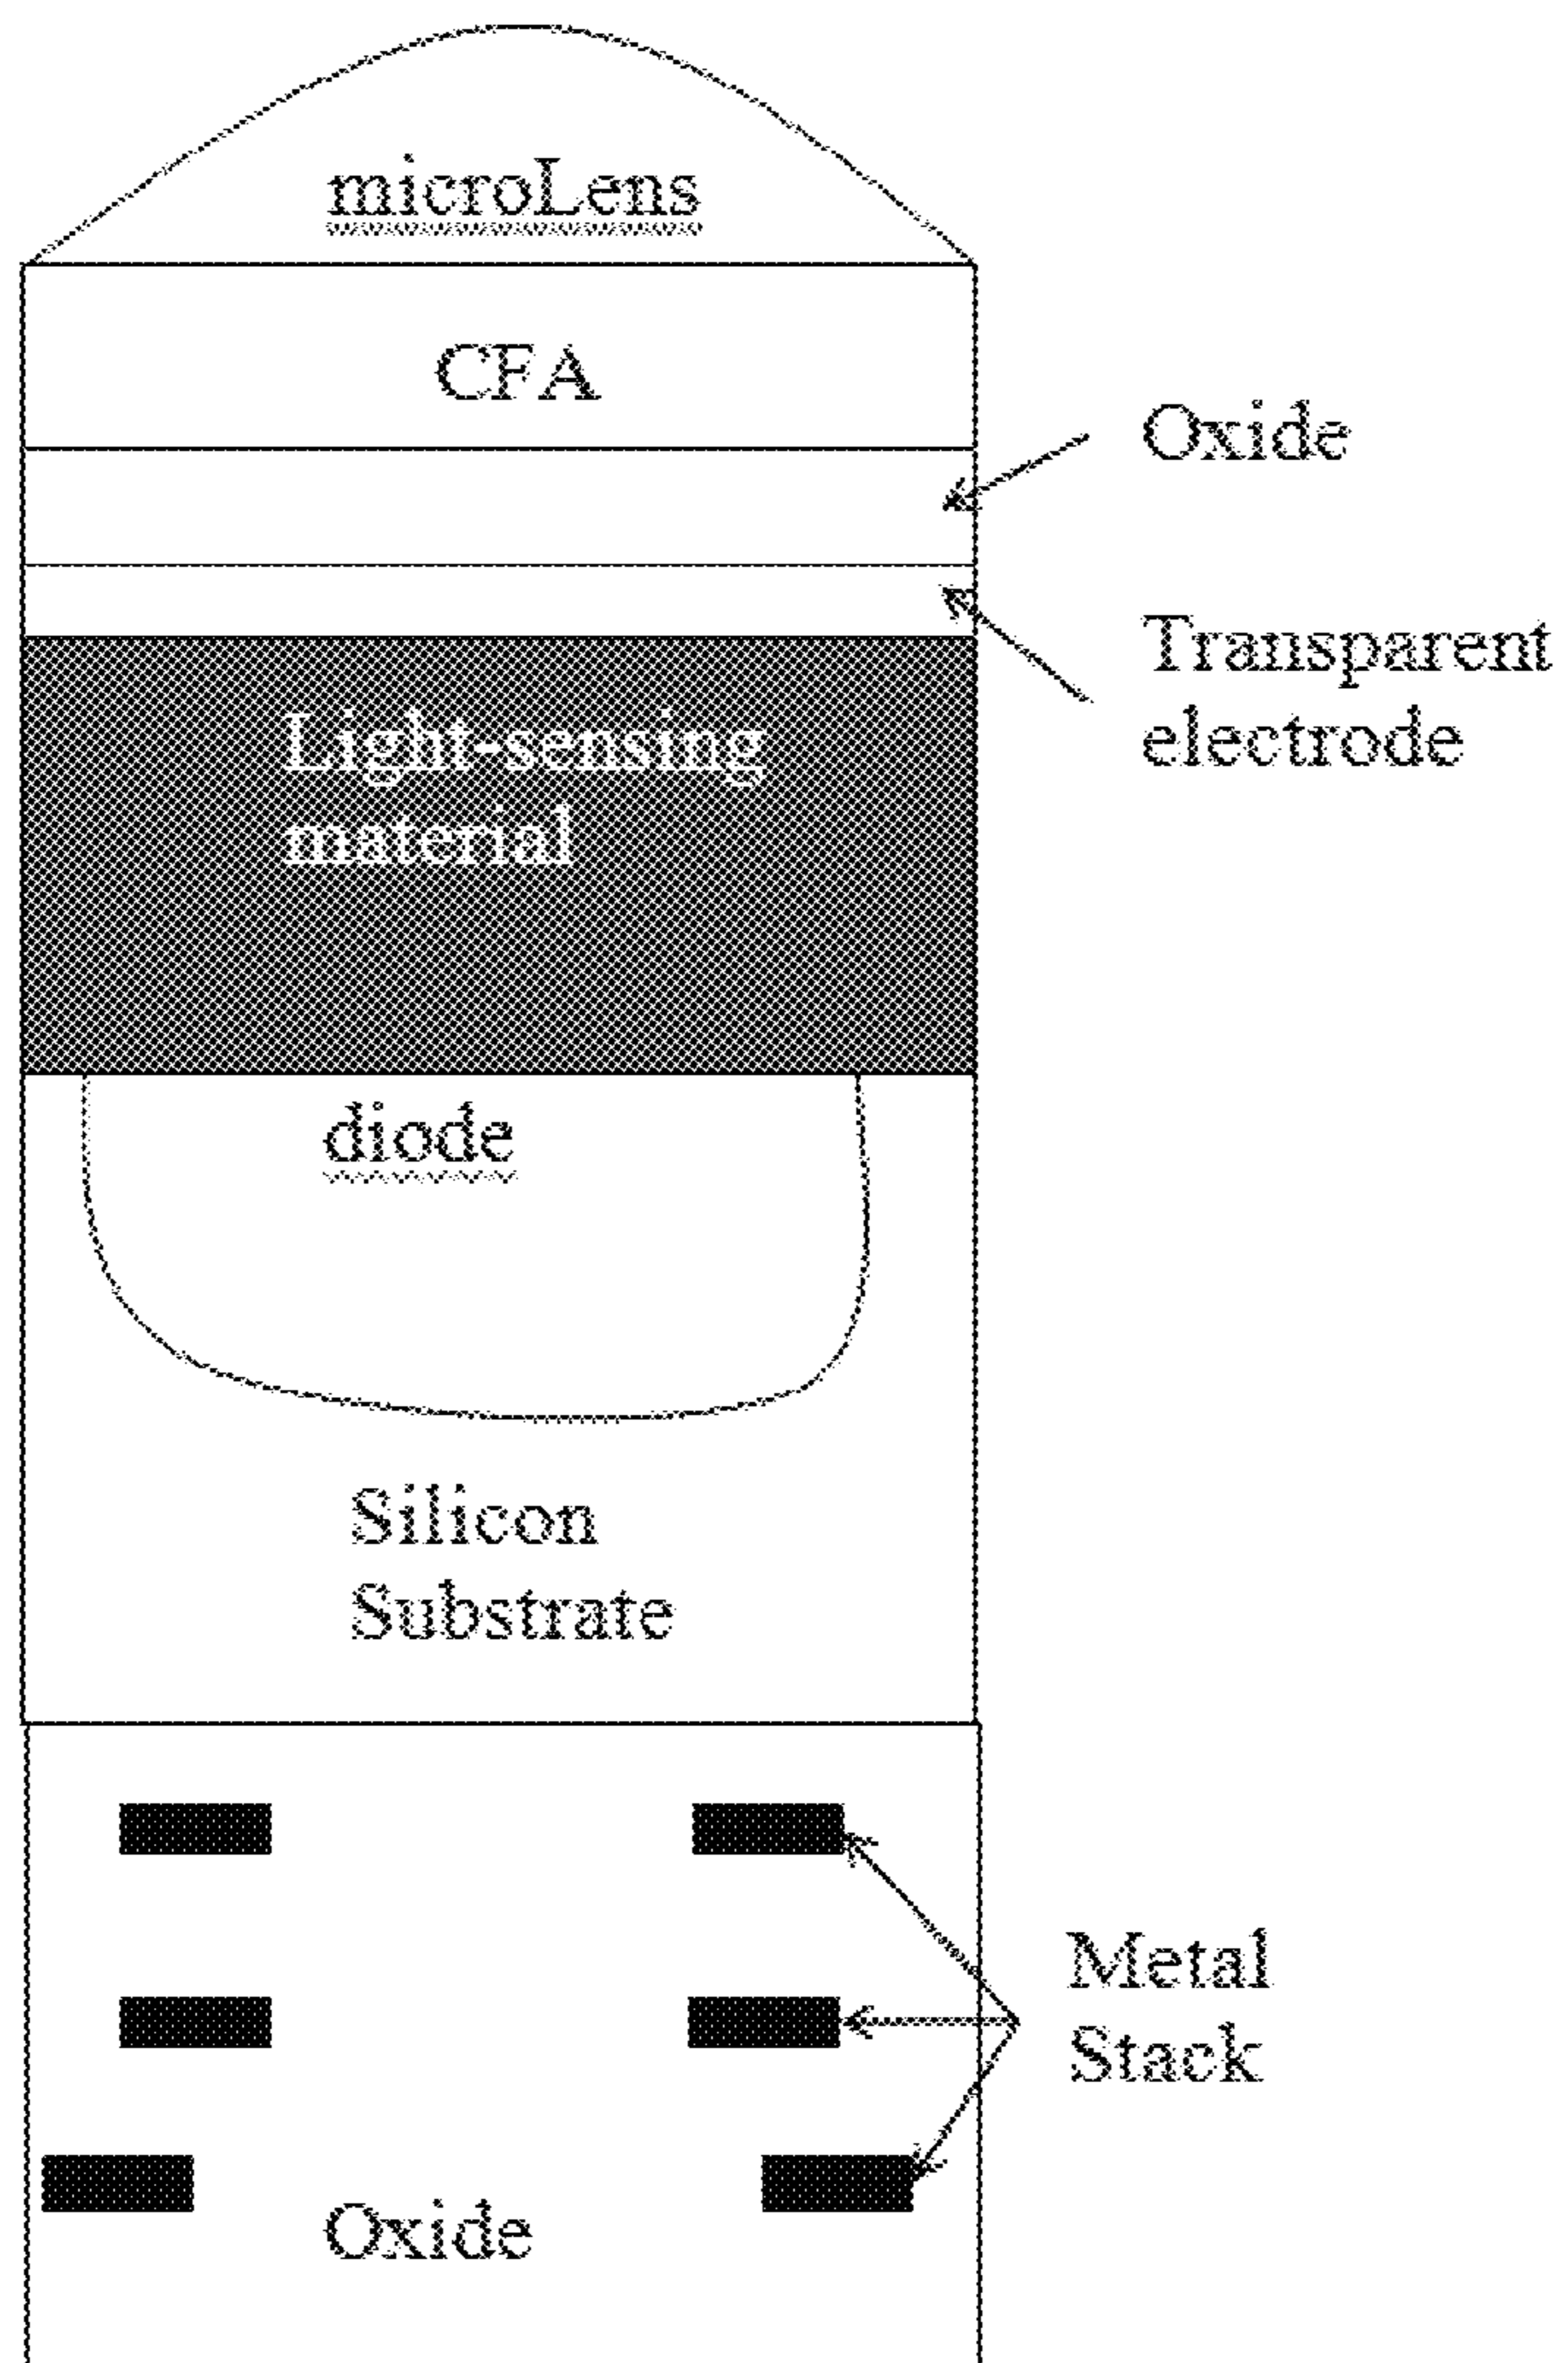 microLens
CFA
Oxide
Transparent
electrode
Light-sensing
material
diode
Silicon
Substrate
Metal
Stack
Oxide